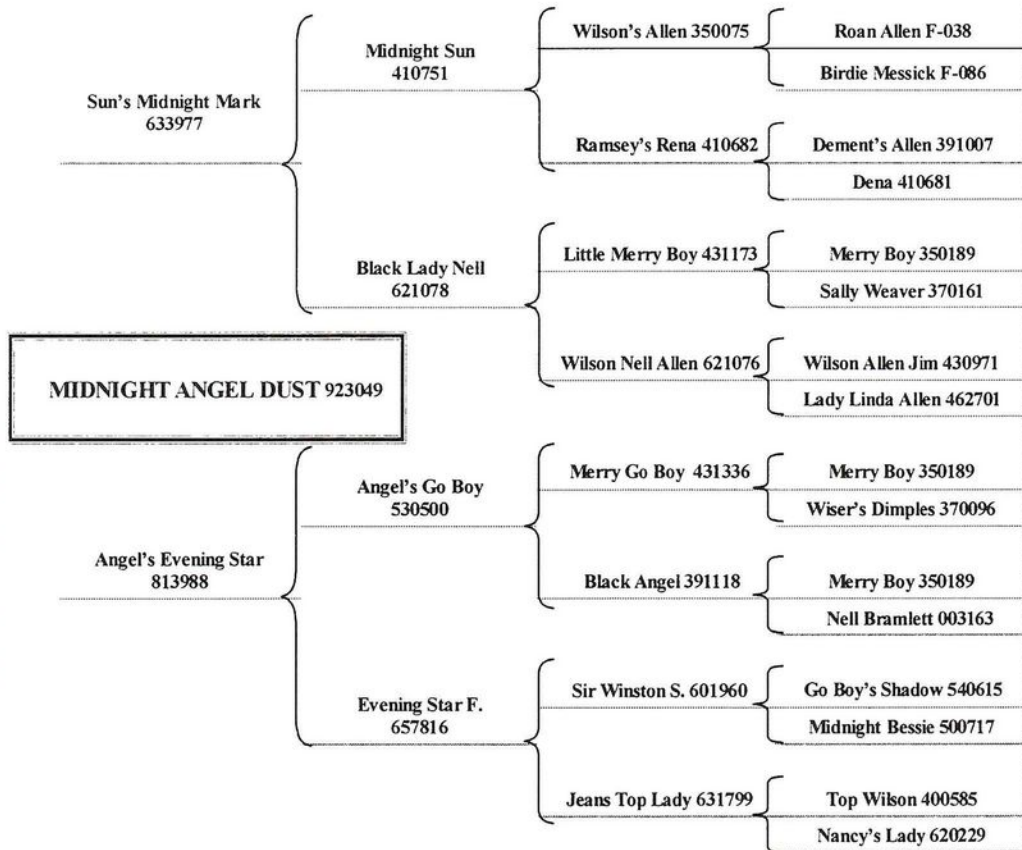 Wilson's Allen 350075
Roan Allen F-038
Midnight Sun
410751
Birdie Messick F-086
Sun's Midnight Mark
633977
Ramsey's Rena 410682
Dement's Allen 391007
Dena 410681
Little Merry Boy 431173
Merry Boy 350189
Black Lady Nell
621078
Sally Weaver 370161
Wilson Nell Allen 621076
Wilson Allen Jim 430971
Lady Linda Allen 462701
MIDNIGHT ANGEL DUST 923049
Merry Go Boy 431336
Merry Boy 350189
Angel's Go Boy
530500
Wiser's Dimples 370096
Angel's Evening Star
813988
Black Angel 391118
Merry Boy 350189
Nell Bramlett 003163
Sir Winston S. 601960
Go Boy's Shadow 540615
Evening Star F.
657816
Midnight Bessie 500717
Jeans Top Lady 631799
Top Wilson 400585
Nancy's Lady 620229